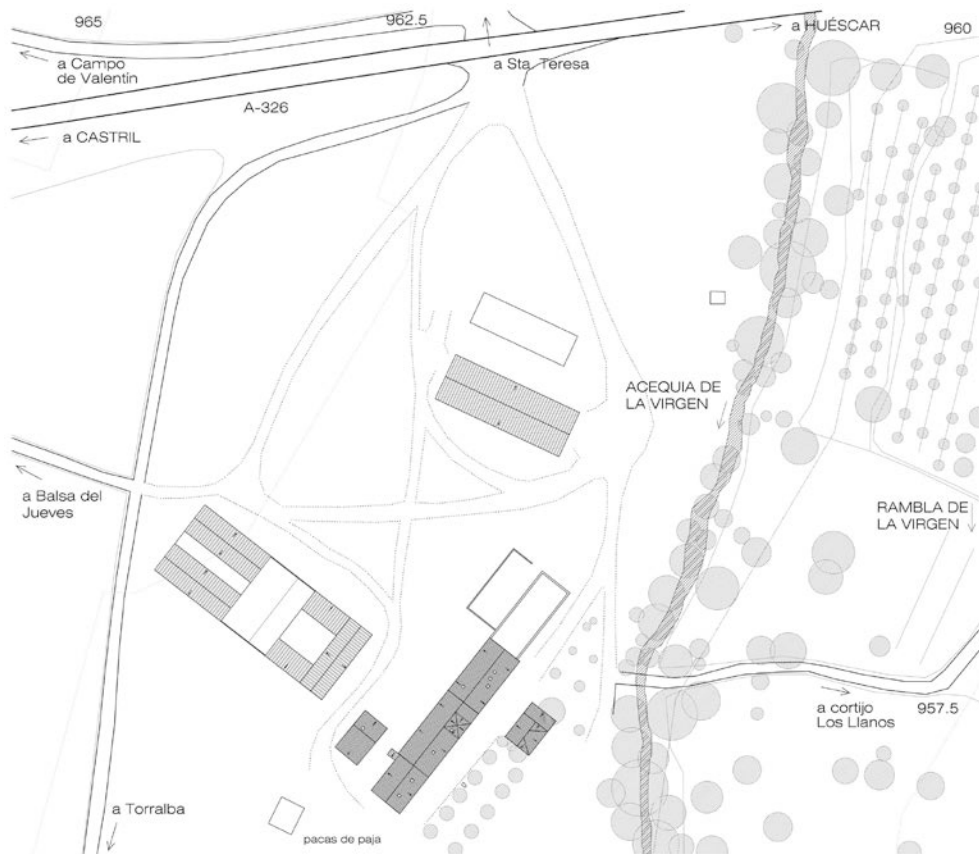 965
962.5
960
a HUÉSCAR
a Campo
de Valentín
a Sta. Teresa
A-326
a CASTRIL
ACEQUIA DE
LA VIRGEN
a Balsa del
Jueves
RAMBLA DE
LA VIRGEN
a cortijo
Los Llanos
957.5
a Torralba
pacas de paja